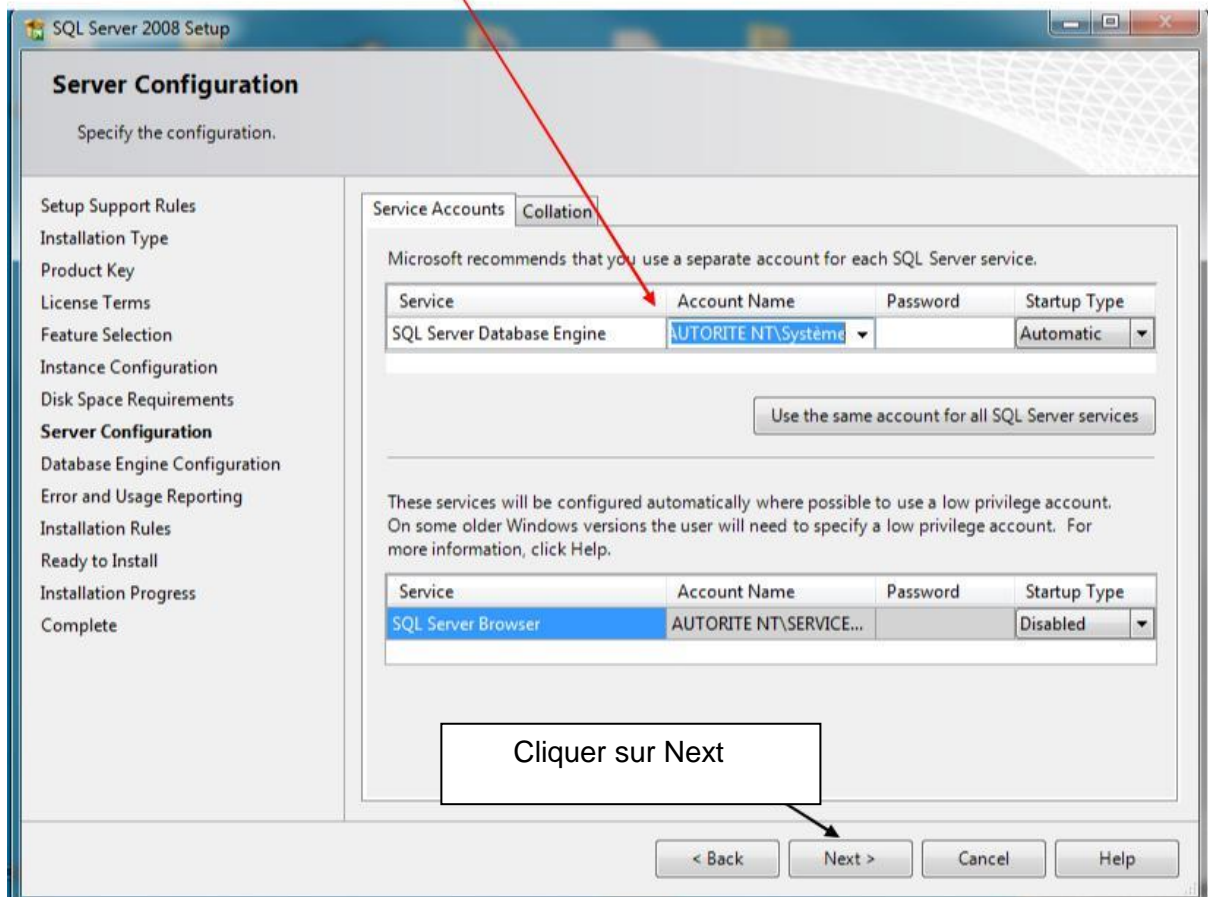 SQL Server 2008 Setup
Server Configuration
Specify the configuration.
Setup Support Rules
Installation Type
Product Key
License Terms
Feature Selection
Instance Configuration
Disk Space Requirements
Server Configuration
Database Engine Configuration
Error and Usage Reporting
Installation Rules
Ready to Install
Installation Progress
Complete
Service Accounts Collation
Microsoft recommends that you use a separate account for each SQL Server service.
Service Account Name Password Startup Type
SQL Server Database Engine AUTORITE NT\Système Automatic
Use the same account for all SQL Server services
These services will be configured automatically where possible to use a low privilege account.
On some older Windows versions the user will need to specify a low privilege account. For
more information, click Help.
Service Account Name Password Startup Type
SQL Server Browser AUTORITE NT\SERVICE... Disabled
Cliquer sur Next
< Back Next > Cancel Help